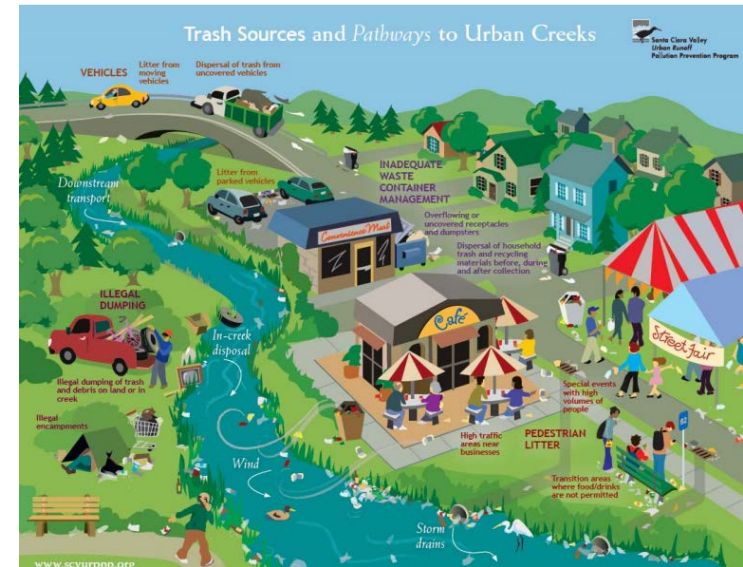 Trash Sources and Pathways to Urban Creeks
Santa Clara Valley
Urban Runoff
Pollution Prevention Program
VEHICLES
Litter from
moving
vehicles
Dispersal of trash from
uncovered vehicles
Downstream
transport
Litter from
parked vehicles
INADEQUATE
WASTE
CONTAINER
MANAGEMENT
Overflowing or
uncovered receptacles
and dumpsters
Dispersal of household
trash and recycling
materials before, during
and after collection
Convenience Mart
ILLEGAL
DUMPING
In-creek
disposal
Cafe
Street Fair
Illegal dumping of trash
and debris on land or in
creek
Special events
with high
volumes of
people
Illegal
encampments
High traffic
areas near
businesses
PEDESTRIAN
LITTER
Wind
Transition areas
where food/drinks
are not permitted
Storm
drains
www.scvurppp.org